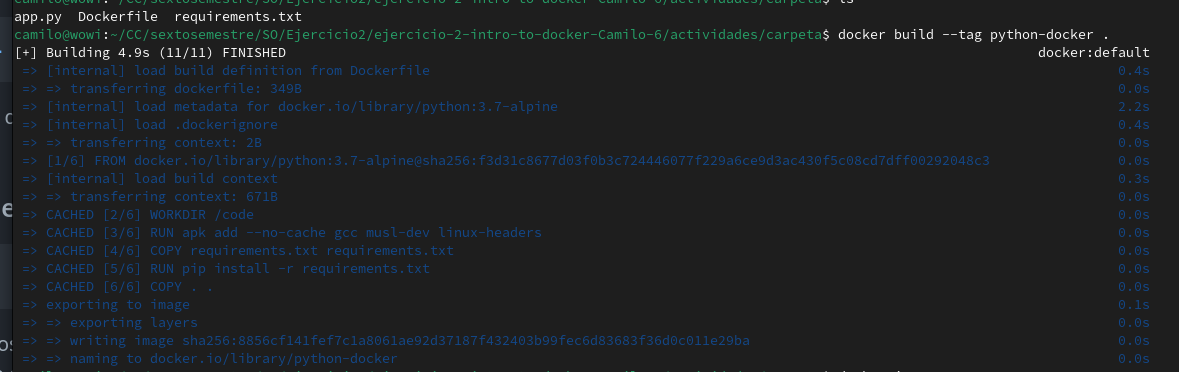 camilo@wowi:~/CC/sextosemestre/SO/Ejercicio2/ejercicio-2-intro-to-docker-Camilo-6/actividades/carpeta$ ls
app.py  Dockerfile  requirements.txt
camilo@wowi:~/CC/sextosemestre/SO/Ejercicio2/ejercicio-2-intro-to-docker-Camilo-6/actividades/carpeta$ docker build --tag python-docker .
[+] Building 4.9s (11/11) FINISHED docker:default
=> [internal] load build definition from Dockerfile 0.4s
=> => transferring dockerfile: 349B 0.0s
=> [internal] load metadata for docker.io/library/python:3.7-alpine 2.2s
=> [internal] load .dockerignore 0.4s
=> => transferring context: 2B 0.0s
=> [1/6] FROM docker.io/library/python:3.7-alpine@sha256:f3d31c8677d03f0b3c724446077f229a6ce9d3ac430f5c08cd7dff00292048c3 0.0s
=> [internal] load build context 0.3s
=> => transferring context: 671B 0.0s
=> CACHED [2/6] WORKDIR /code 0.0s
=> CACHED [3/6] RUN apk add --no-cache gcc musl-dev linux-headers 0.0s
=> CACHED [4/6] COPY requirements.txt requirements.txt 0.0s
=> CACHED [5/6] RUN pip install -r requirements.txt 0.0s
=> CACHED [6/6] COPY . . 0.0s
=> exporting to image 0.1s
=> => exporting layers 0.0s
=> => writing image sha256:8856cf141fef7c1a8061ae92d37187f432403b99fec6d83683f36d0c011e29ba 0.0s
=> => naming to docker.io/library/python-docker 0.0s